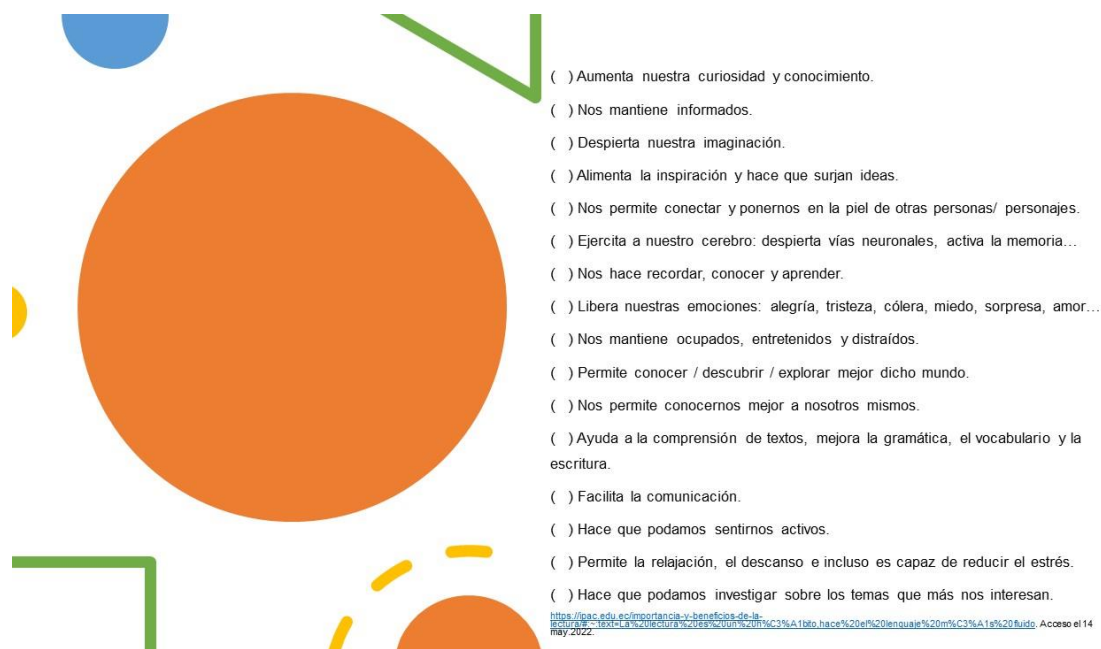 ( ) Aumenta nuestra curiosidad y conocimiento.
( ) Nos mantiene informados.
( ) Despierta nuestra imaginación.
( ) Alimenta la inspiración y hace que surjan ideas.
( ) Nos permite conectar y ponernos en la piel de otras personas/ personajes.
( ) Ejercita a nuestro cerebro: despierta vías neuronales, activa la memoria…
( ) Nos hace recordar, conocer y aprender.
( ) Libera nuestras emociones: alegría, tristeza, cólera, miedo, sorpresa, amor…
( ) Nos mantiene ocupados, entretenidos y distraídos.
( ) Permite conocer / descubrir / explorar mejor dicho mundo.
( ) Nos permite conocernos mejor a nosotros mismos.
( ) Ayuda a la comprensión de textos, mejora la gramática, el vocabulario y la
escritura.
( ) Facilita la comunicación.
( ) Hace que podamos sentirnos activos.
( ) Permite la relajación, el descanso e incluso es capaz de reducir el estrés.
( ) Hace que podamos investigar sobre los temas que más nos interesan.
https://ipac.edu.ec/importancia-y-beneficios-de-la-
lectura/#:~:text=La%20lectura%20es%20un%20h%C3%A1bito,hace%20el%20lenguaje%20m%C3%A1s%20fluido. Acceso el 14
may.2022.